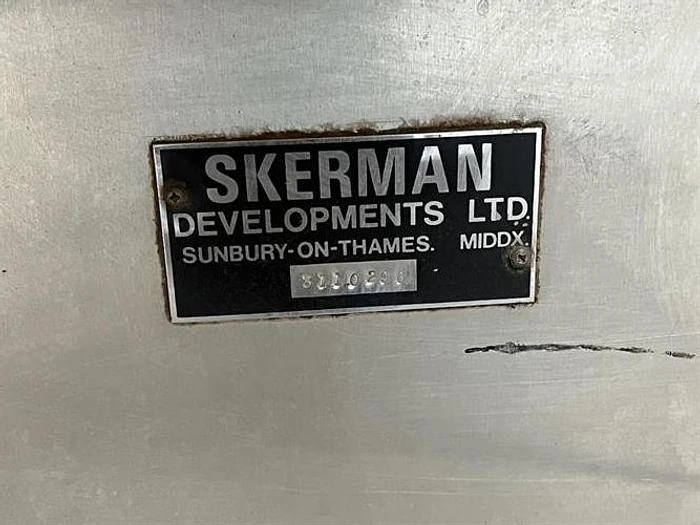 SKERMAN
DEVELOPMENTS LTD.
SUNBURY-ON-THAMES. MIDDX.